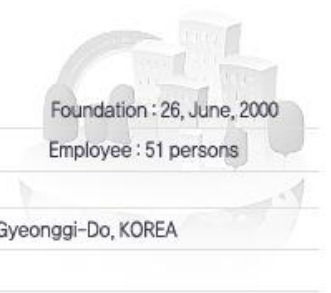 Foundation : 26, June, 2000
Employee : 51 persons
Gyeonggi-Do, KOREA